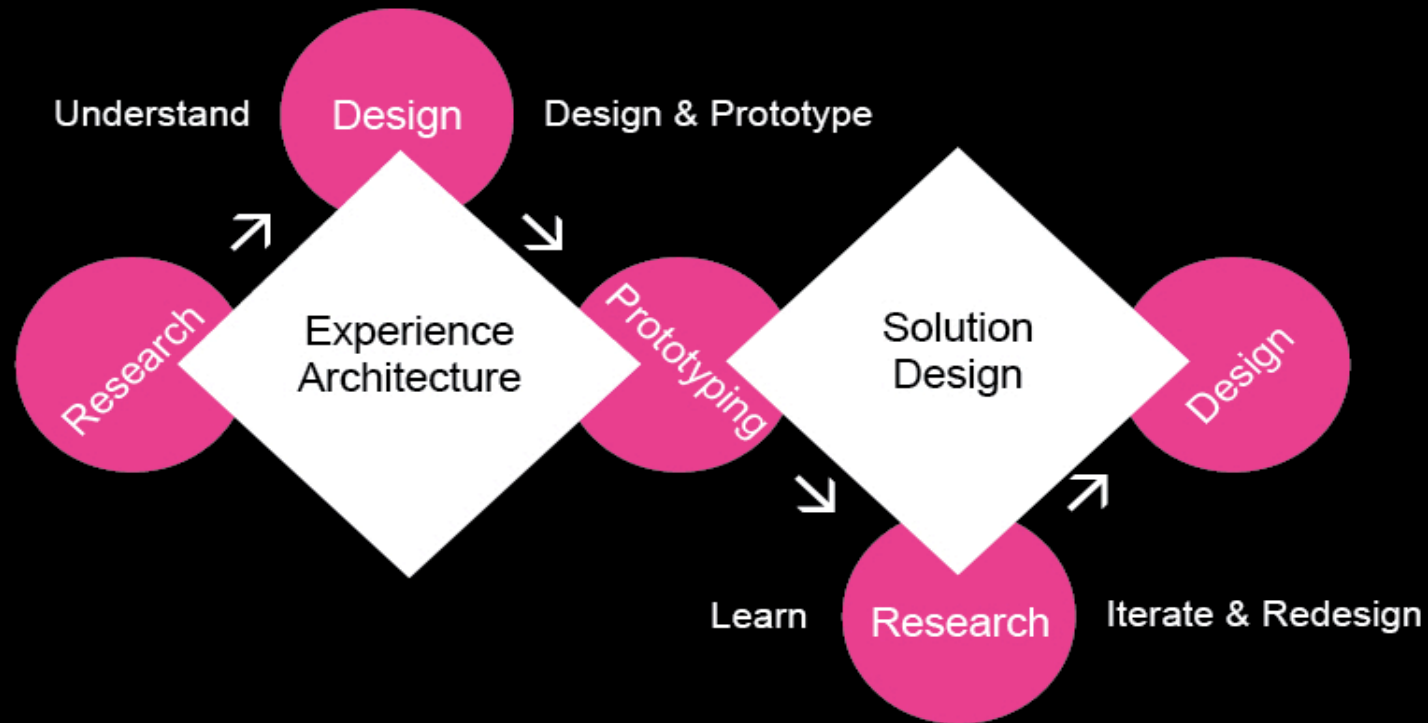 Understand
Design
Design & Prototype
Research
Experience
Architecture
Prototyping
Solution
Design
Design
Learn
Research
Iterate & Redesign